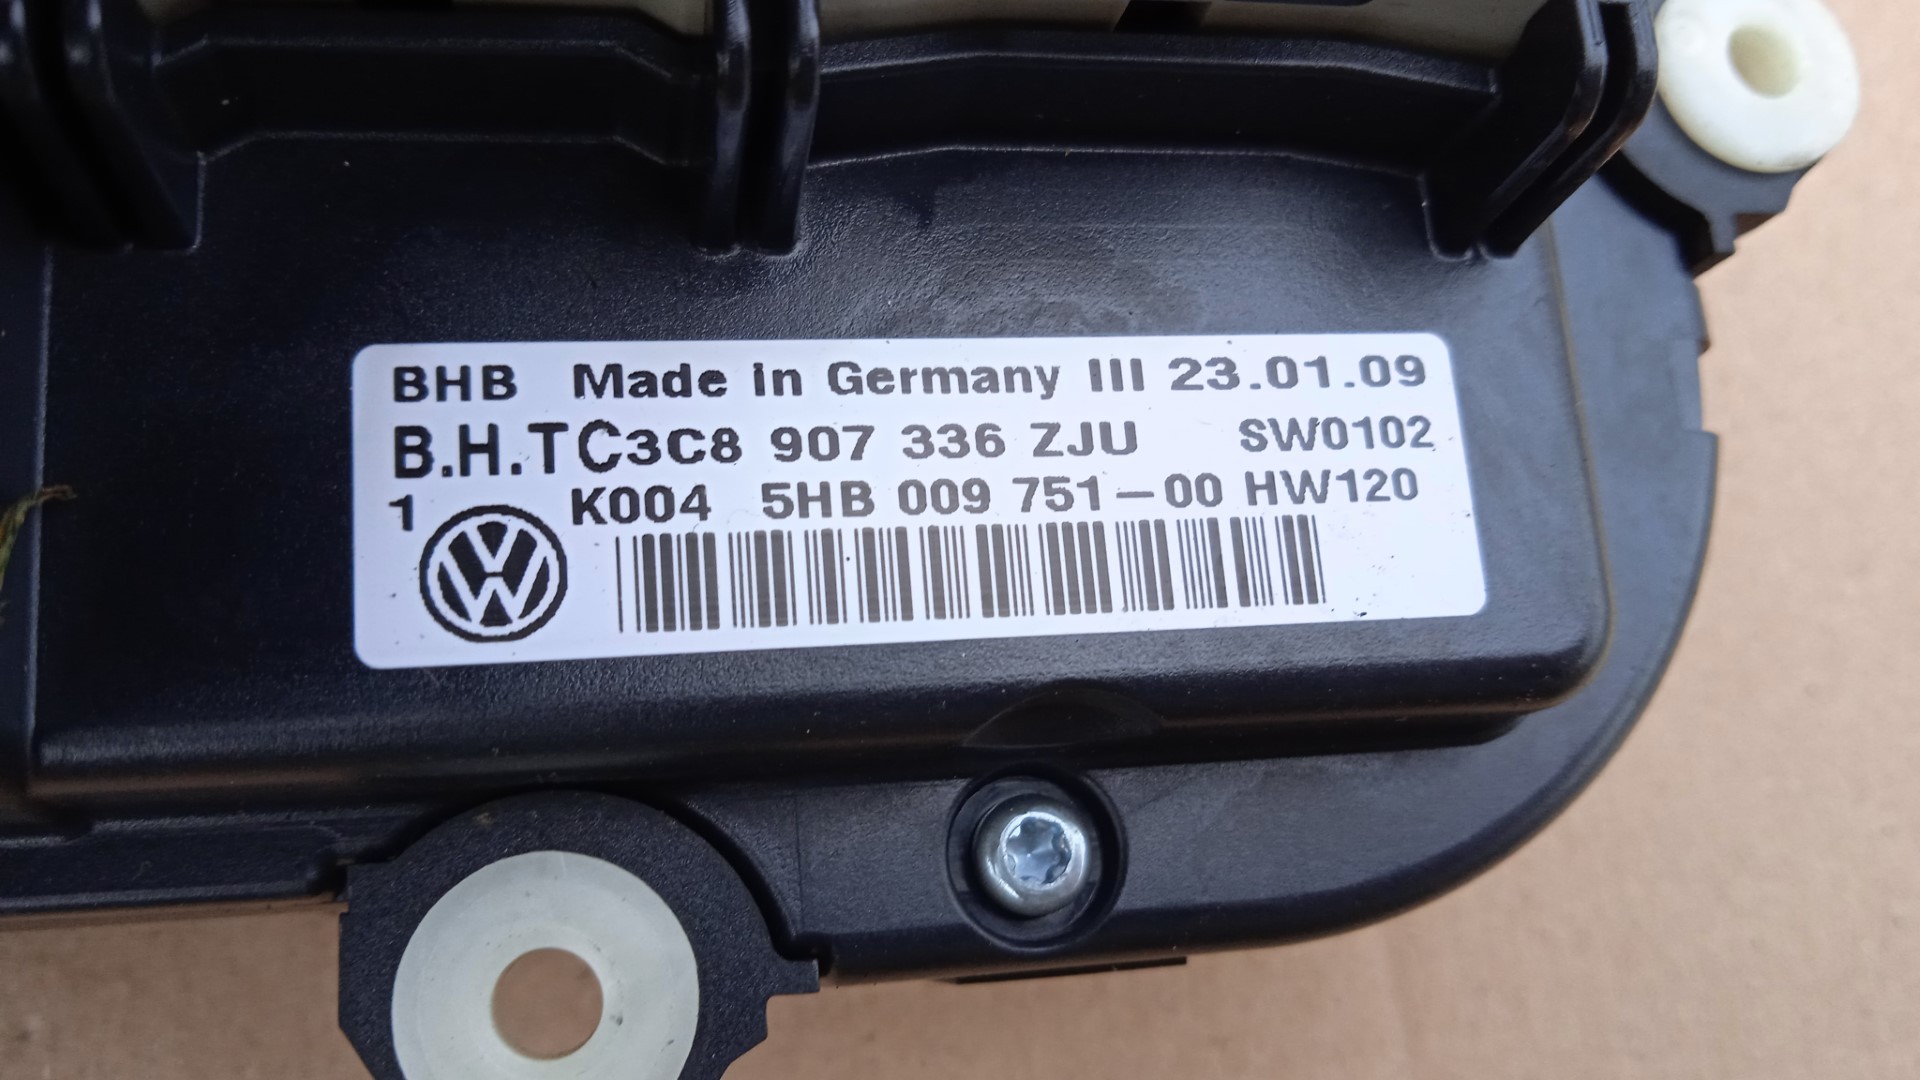 BHB Made in Germany III 23.01.09
B.H.TC3C8 907 336 ZJU SW0102
1 K004 5HB 009 751-00 HW120